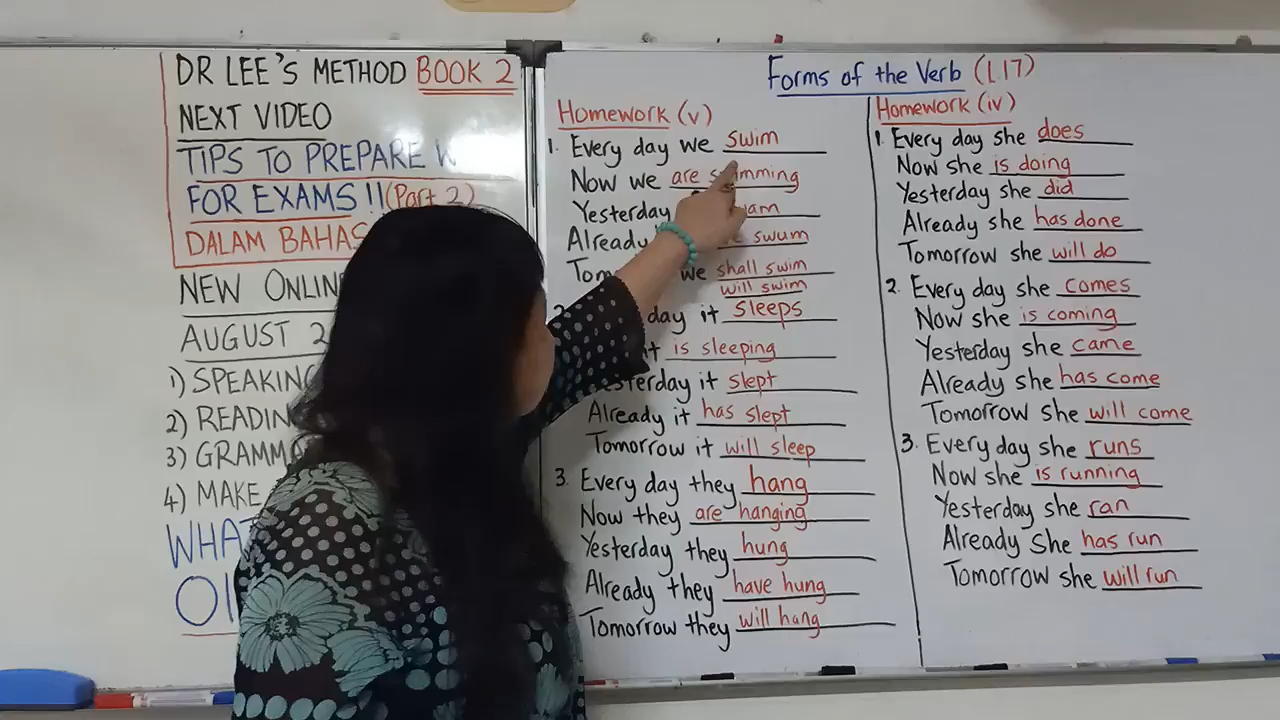 DR LEE'S METHOD BOOK 2
NEXT VIDEO
TIPS TO PREPARE
FOR EXAMS !! (Part 2)
DALAM BAHAS
NEW ONLIN
AUGUST 2
1) SPEAKING
2) READIN
3) GRAMMA
4) MAKE
WHAT
Forms of the Verb (L17)
Homework (v)
1. Every day we swim
Now we are swimming
Yesterday
Already swum
we shall swim
will swim
day it sleeps
it is sleeping
Yesterday it slept
Already it has slept
Tomorrow it will sleep
3. Every day they hang
Now they are hanging
Yesterday they hung
Already they have hung
Tomorrow they will hang
Homework (iv)
1. Every day she does
Now she is doing
Yesterday she did
Already she has done
Tomorrow she will do
2. Every day she comes
Now she is coming
Yesterday she came
Already she has come
Tomorrow she will come
3. Every day she runs
Now she is running
Yesterday she ran
Already she has run
Tomorrow she will run